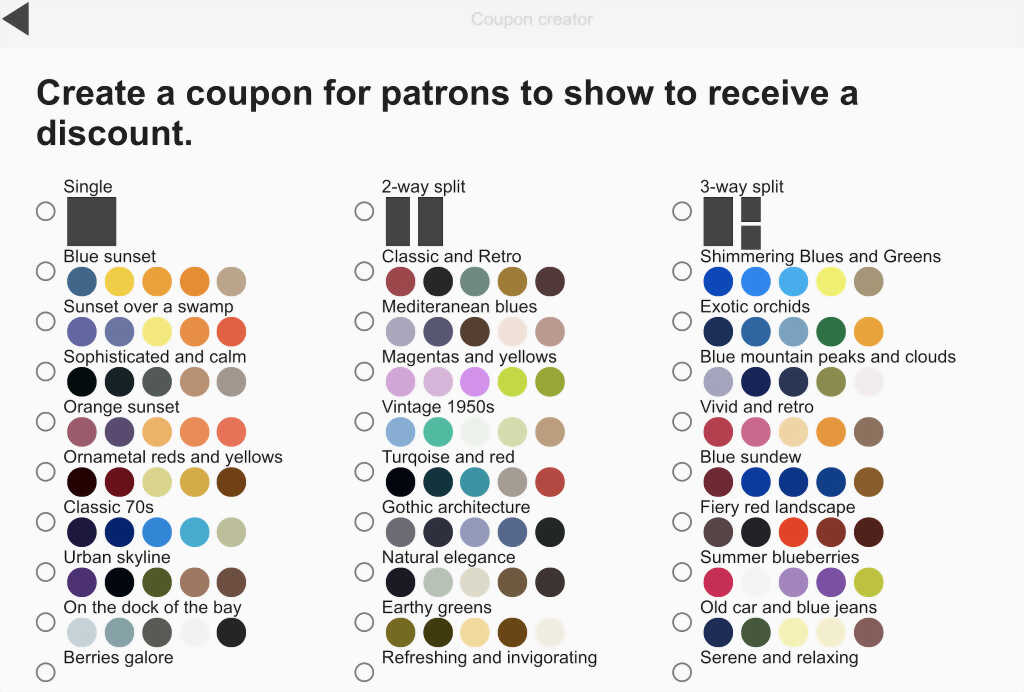 Coupon creator
Create a coupon for patrons to show to receive a
discount.
Single
2-way split
3-way split
Blue sunset
Classic and Retro
Shimmering Blues and Greens
Sunset over a swamp
Mediteranean blues
Exotic orchids
Sophisticated and calm
Magentas and yellows
Blue mountain peaks and clouds
Orange sunset
Vintage 1950s
Vivid and retro
Ornametal reds and yellows
Turqoise and red
Blue sundew
Classic 70s
Gothic architecture
Fiery red landscape
Urban skyline
Natural elegance
Summer blueberries
On the dock of the bay
Earthy greens
Old car and blue jeans
Berries galore
Refreshing and invigorating
Serene and relaxing